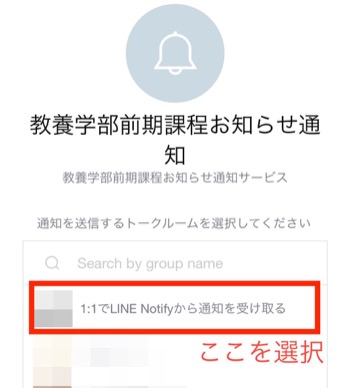 教養学部前期課程お知らせ通
知
教養学部前期課程お知らせ通知サービス
通知を送信するトークルームを選択してください
Search by group name
1:1でLINE Notifyから通知を受け取る
ここを選択